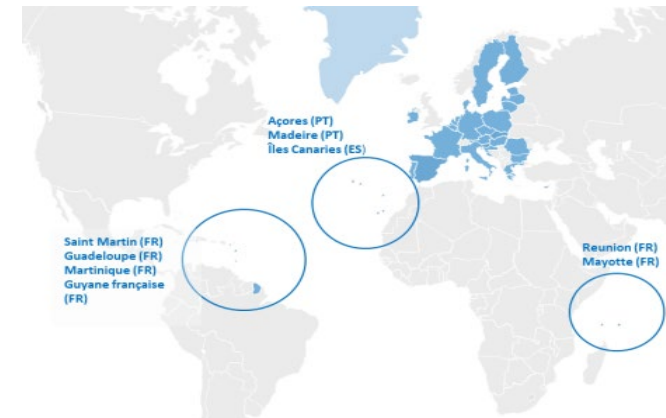 Açores (PT)
Madeire (PT)
Îles Canaries (ES)
Saint Martin (FR)
Guadeloupe (FR)
Martinique (FR)
Guyane française
(FR)
Reunion (FR)
Mayotte (FR)